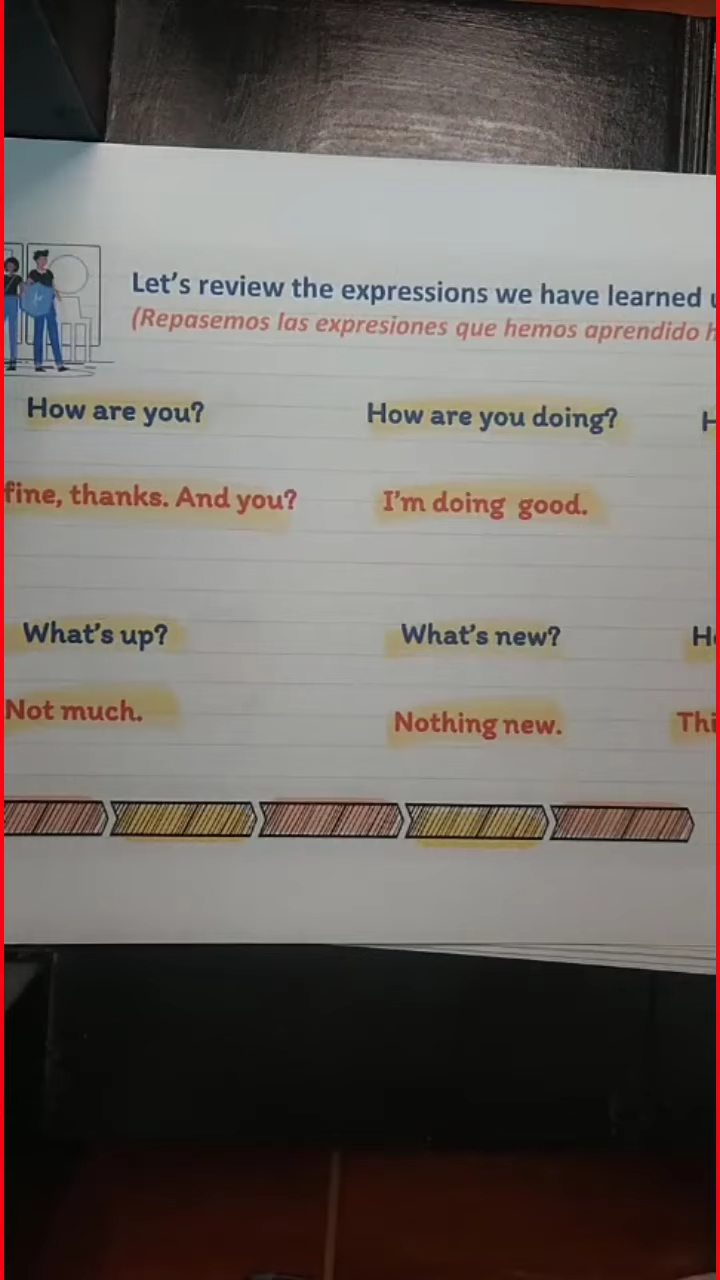 Let's review the expressions we have learned
(Repasemos las expresiones que hemos aprendido
How are you? How are you doing?
fine, thanks. And you? I'm doing good.
What's up? What's new?
Not much. Nothing new.